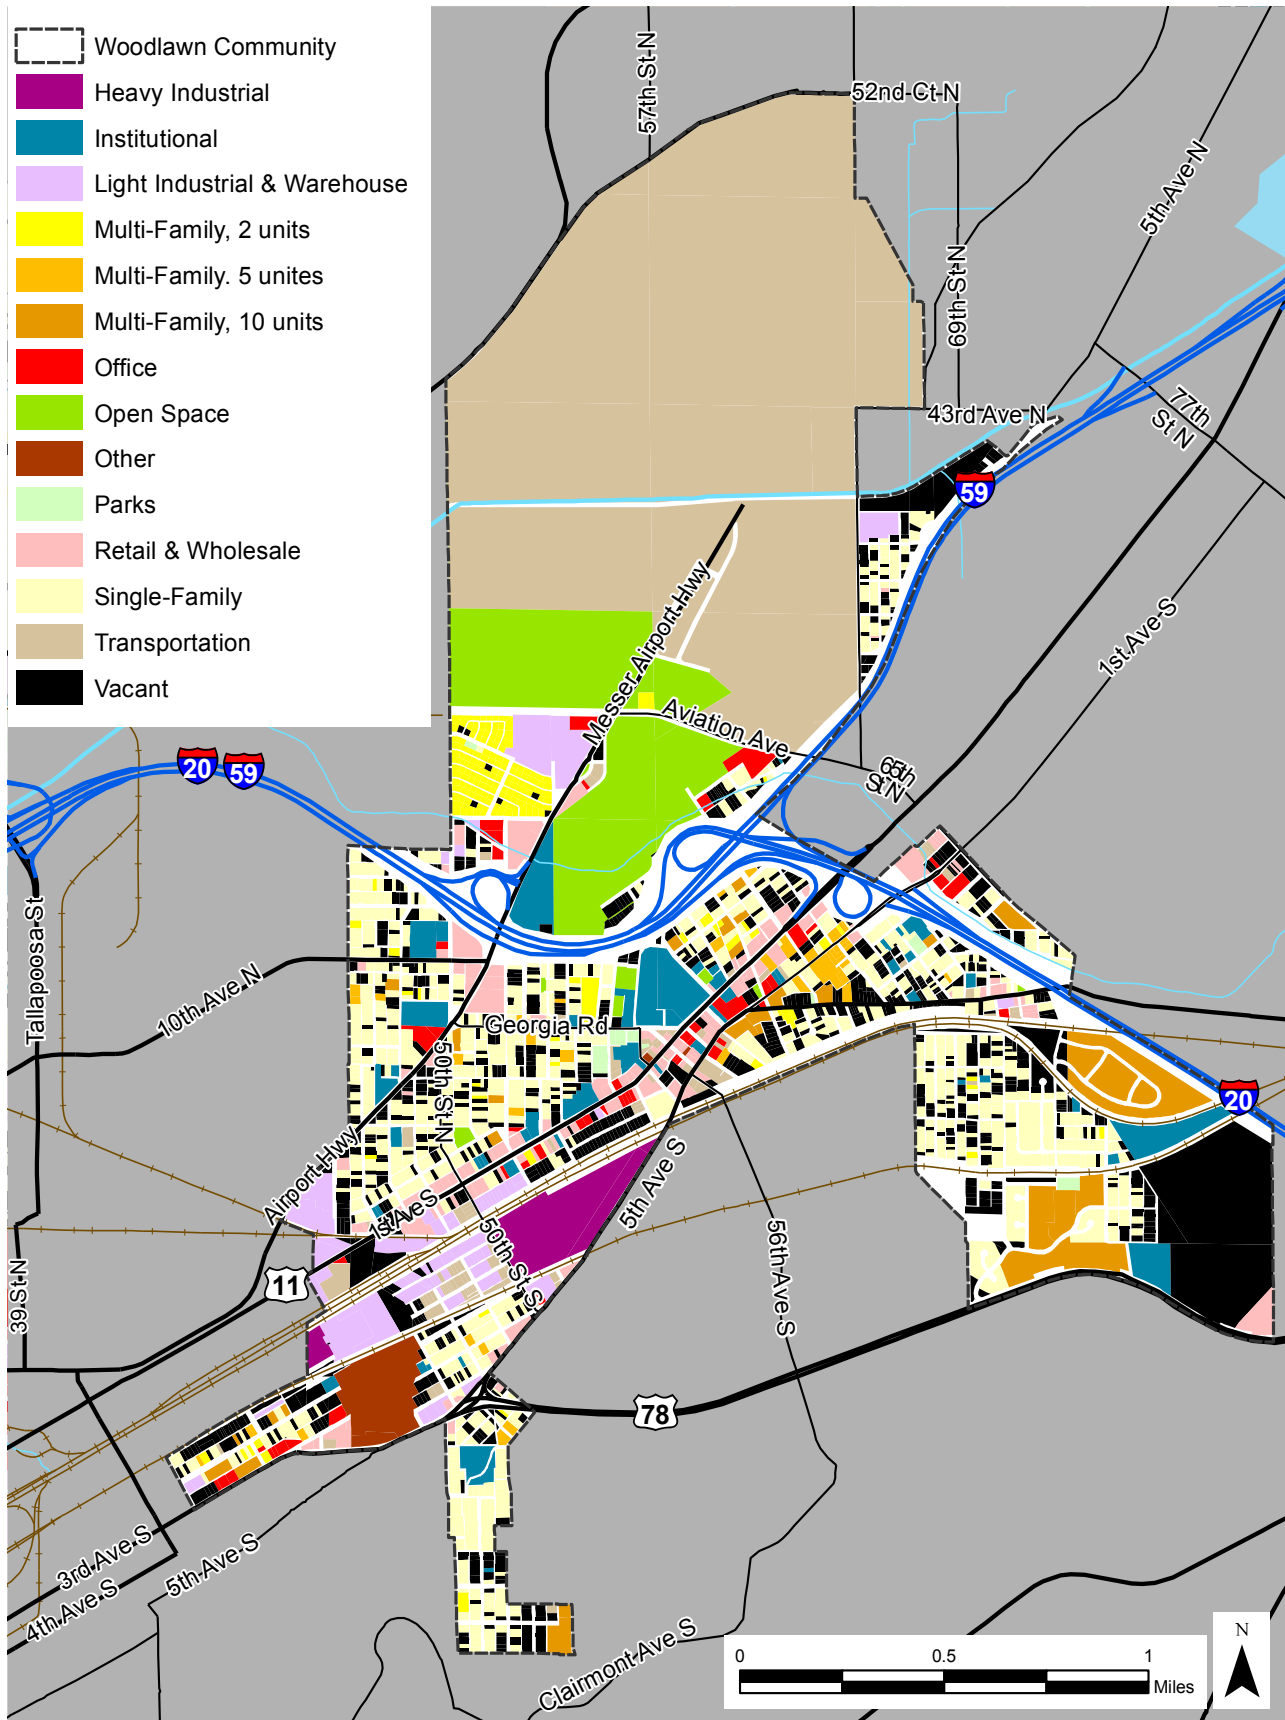 Woodlawn Community
Heavy Industrial
Institutional
Light Industrial & Warehouse
Multi-Family, 2 units
Multi-Family. 5 unites
Multi-Family, 10 units
Office
Open Space
Other
Parks
Retail & Wholesale
Single-Family
Transportation
Vacant
57th St N
52nd Ct N
5th Ave N
69th St N
43rd Ave N
77th
St N
59
1st Ave S
Messer Airport Hwy
Aviation Ave
65th
St N
20
59
Tallapoosa St
10th Ave N
Georgia Rd
50th St N
20
Airport Hwy
1st Ave S
5th Ave S
50th St S
56th Ave S
11
39 St N
78
3rd Ave S
4th Ave S
5th Ave S
Clairmont Ave S
0
0.5
1
Miles
N